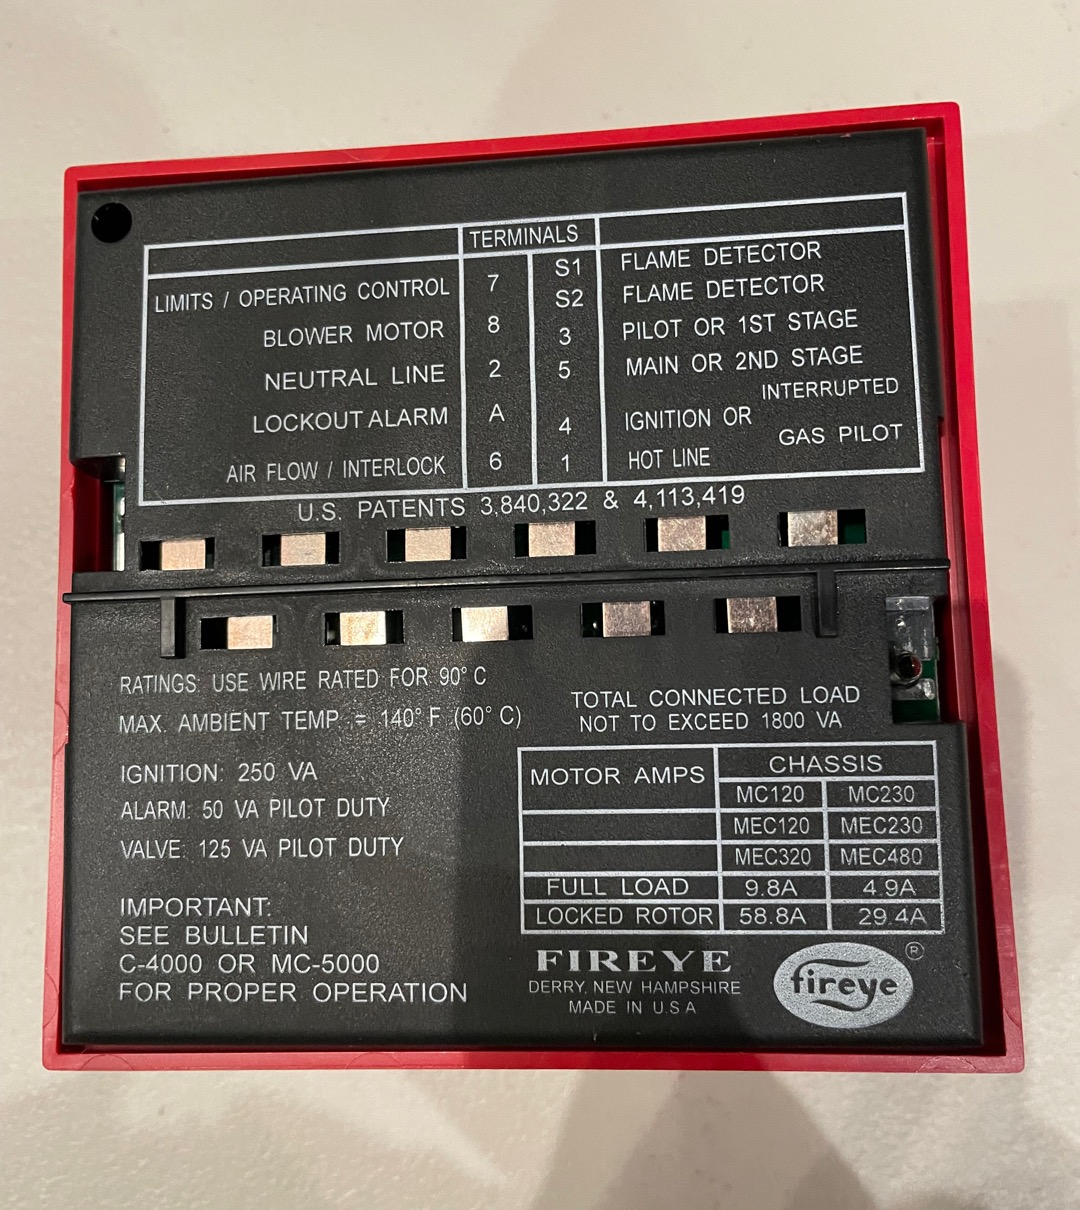 TERMINALS
LIMITS / OPERATING CONTROL 7 S1 FLAME DETECTOR
S2 FLAME DETECTOR
BLOWER MOTOR 8 3 PILOT OR 1ST STAGE
NEUTRAL LINE 2 5 MAIN OR 2ND STAGE
INTERRUPTED
LOCKOUT ALARM A 4 IGNITION OR
GAS PILOT
AIR FLOW / INTERLOCK 6 1 HOT LINE
U.S. PATENTS 3,840,322 & 4,113,419
RATINGS: USE WIRE RATED FOR 90° C
MAX. AMBIENT TEMP. = 140° F (60° C)
IGNITION: 250 VA
ALARM: 50 VA PILOT DUTY
VALVE: 125 VA PILOT DUTY
IMPORTANT:
SEE BULLETIN
C-4000 OR MC-5000
FOR PROPER OPERATION
TOTAL CONNECTED LOAD
NOT TO EXCEED 1800 VA
MOTOR AMPS CHASSIS
MC120 MC230
MEC120 MEC230
MEC320 MEC480
FULL LOAD 9.8A 4.9A
LOCKED ROTOR 58.8A 29.4A
FIREYE
DERRY, NEW HAMPSHIRE
MADE IN U.S A
fireye ®